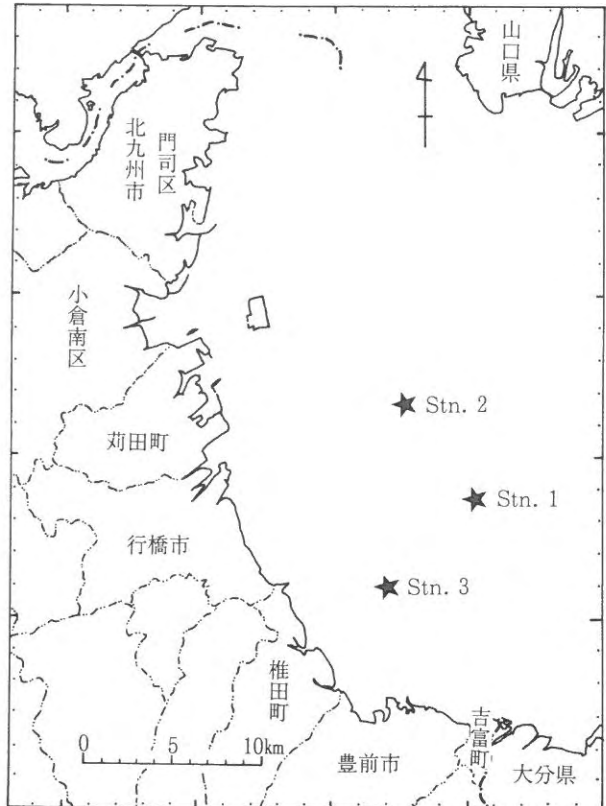 山口県
門司区
北九州市
小倉南区
Stn. 2
苅田町
Stn. 1
行橋市
Stn. 3
椎田町
吉富町
豊前市
大分県
0 5 10km